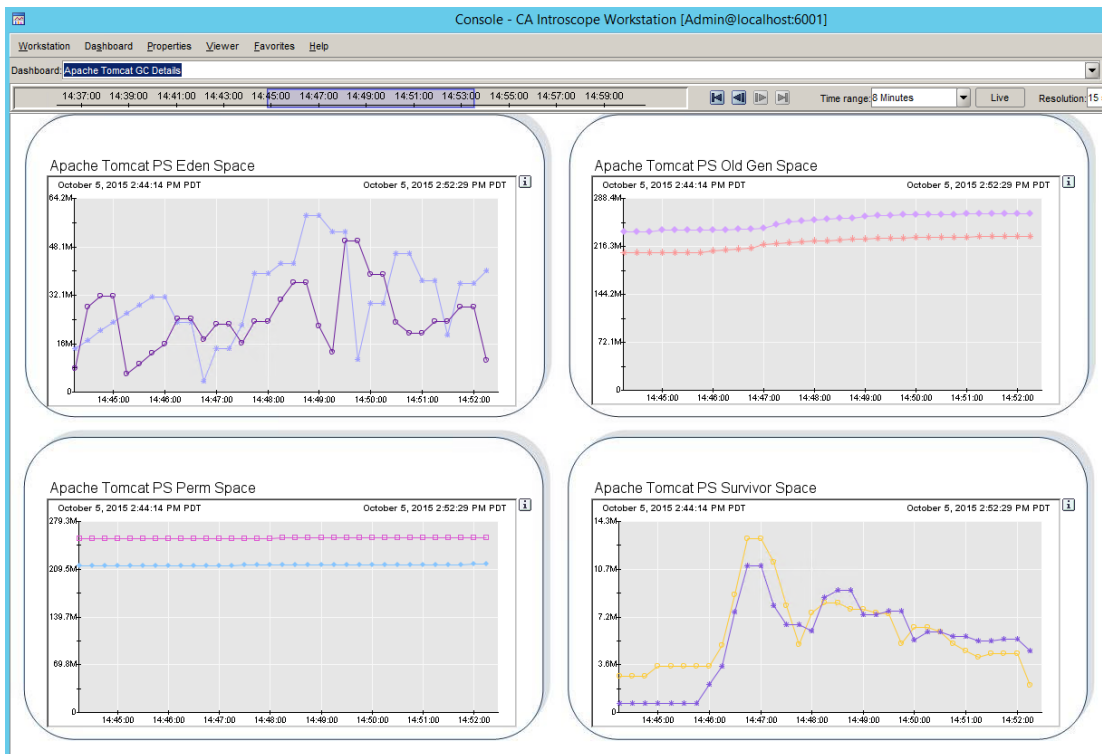 Console - CA Introscope Workstation [Admin@localhost:6001]
Workstation Dashboard Properties Viewer Favorites Help
Dashboard: Apache Tomcat GC Details
14:37:00 14:39:00 14:41:00 14:43:00 14:45:00 14:47:00 14:49:00 14:51:00 14:53:00 14:55:00 14:57:00 14:59:00 Time range: 8 Minutes Live Resolution: 15
Apache Tomcat PS Eden Space
October 5, 2015 2:44:14 PM PDT October 5, 2015 2:52:29 PM PDT
64.2M
48.1M
32.1M
16M
0
14:45:00 14:46:00 14:47:00 14:48:00 14:49:00 14:50:00 14:51:00 14:52:00
Apache Tomcat PS Old Gen Space
October 5, 2015 2:44:14 PM PDT October 5, 2015 2:52:29 PM PDT
288.4M
216.3M
144.2M
72.1M
0
14:45:00 14:46:00 14:47:00 14:48:00 14:49:00 14:50:00 14:51:00 14:52:00
Apache Tomcat PS Perm Space
October 5, 2015 2:44:14 PM PDT October 5, 2015 2:52:29 PM PDT
279.3M
209.5M
139.7M
69.8M
0
14:45:00 14:46:00 14:47:00 14:48:00 14:49:00 14:50:00 14:51:00 14:52:00
Apache Tomcat PS Survivor Space
October 5, 2015 2:44:14 PM PDT October 5, 2015 2:52:29 PM PDT
14.3M
10.7M
7.2M
3.6M
0
14:45:00 14:46:00 14:47:00 14:48:00 14:49:00 14:50:00 14:51:00 14:52:00